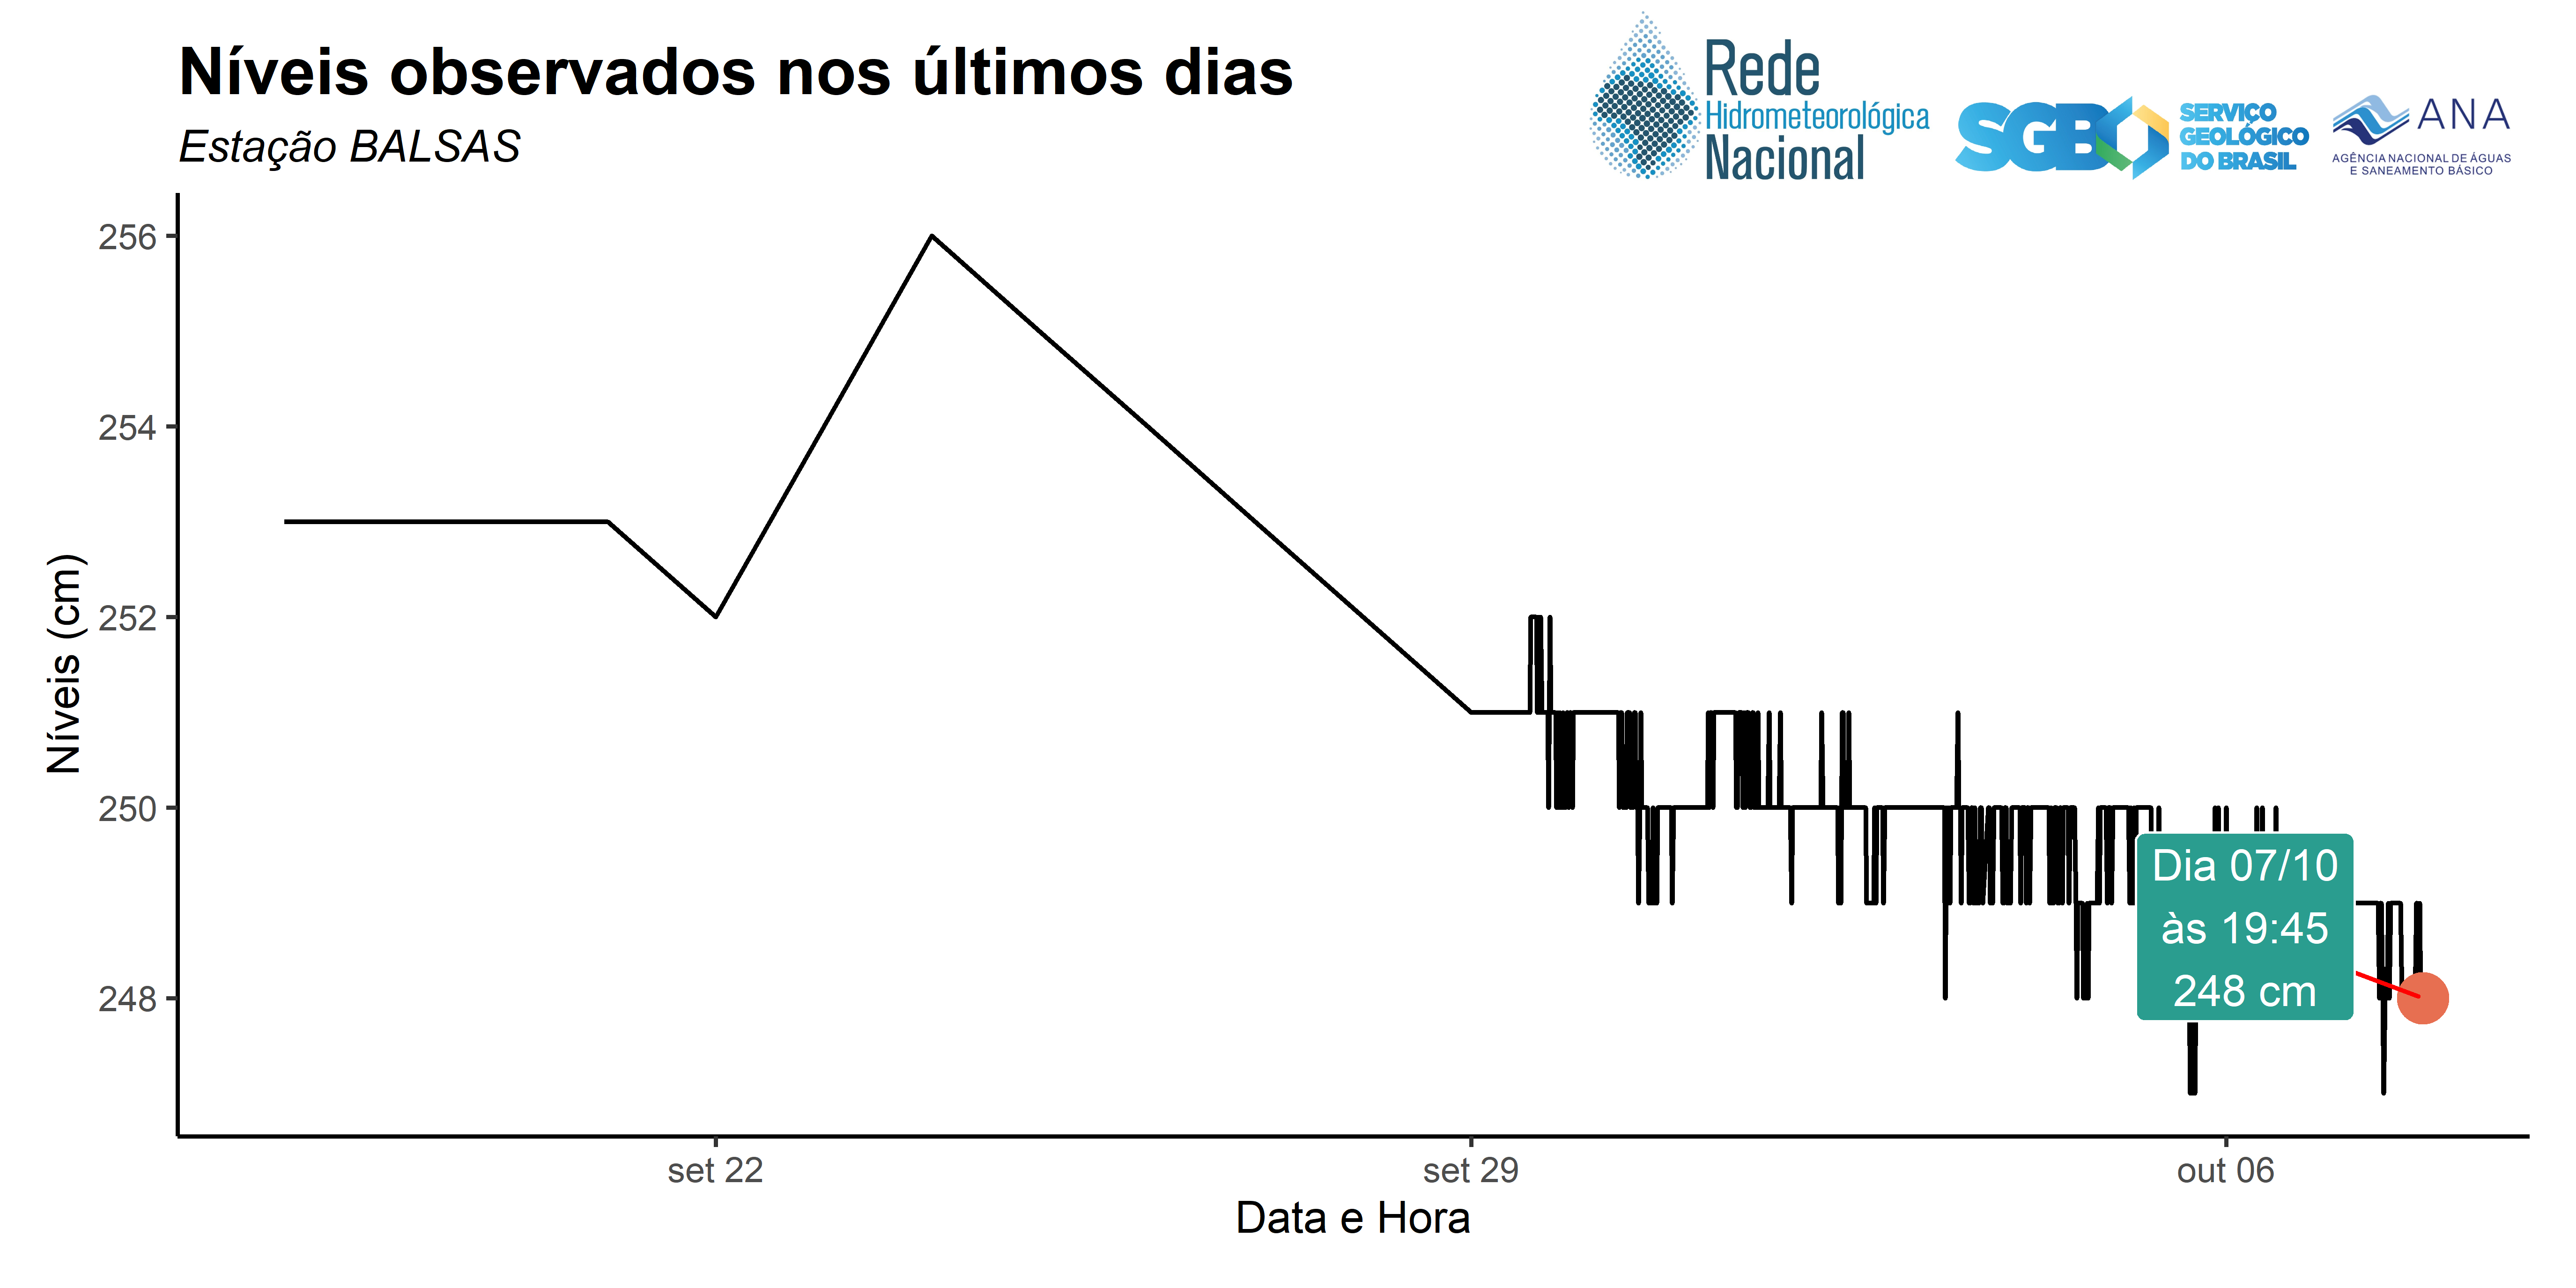 Níveis observados nos últimos dias
Estação BALSAS
Rede
Hidrometeorológica
Nacional
SGB
SERVIÇO
GEOLÓGICO
DO BRASIL
ANA
AGÊNCIA NACIONAL DE ÁGUAS
E SANEAMENTO BÁSICO
256
254
252
250
248
Níveis (cm)
Dia 07/10
às 19:45
248 cm
set 22
set 29
out 06
Data e Hora